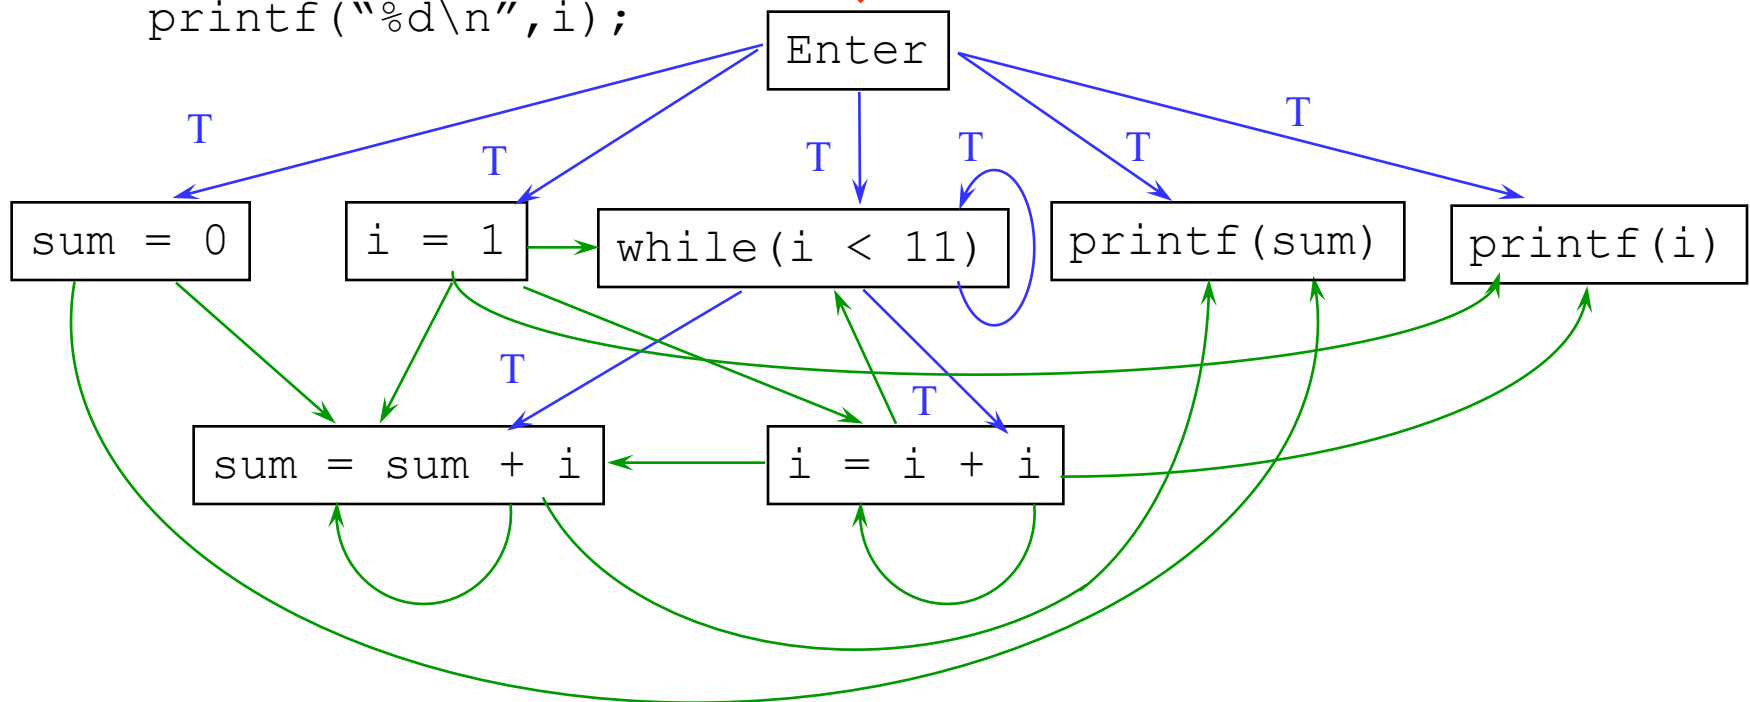 printf(“%d\n”,i);
Enter
T
T
T
T
T
T
sum = 0
i = 1
while(i < 11)
printf(sum)
printf(i)
T
T
sum = sum + i
i = i + i